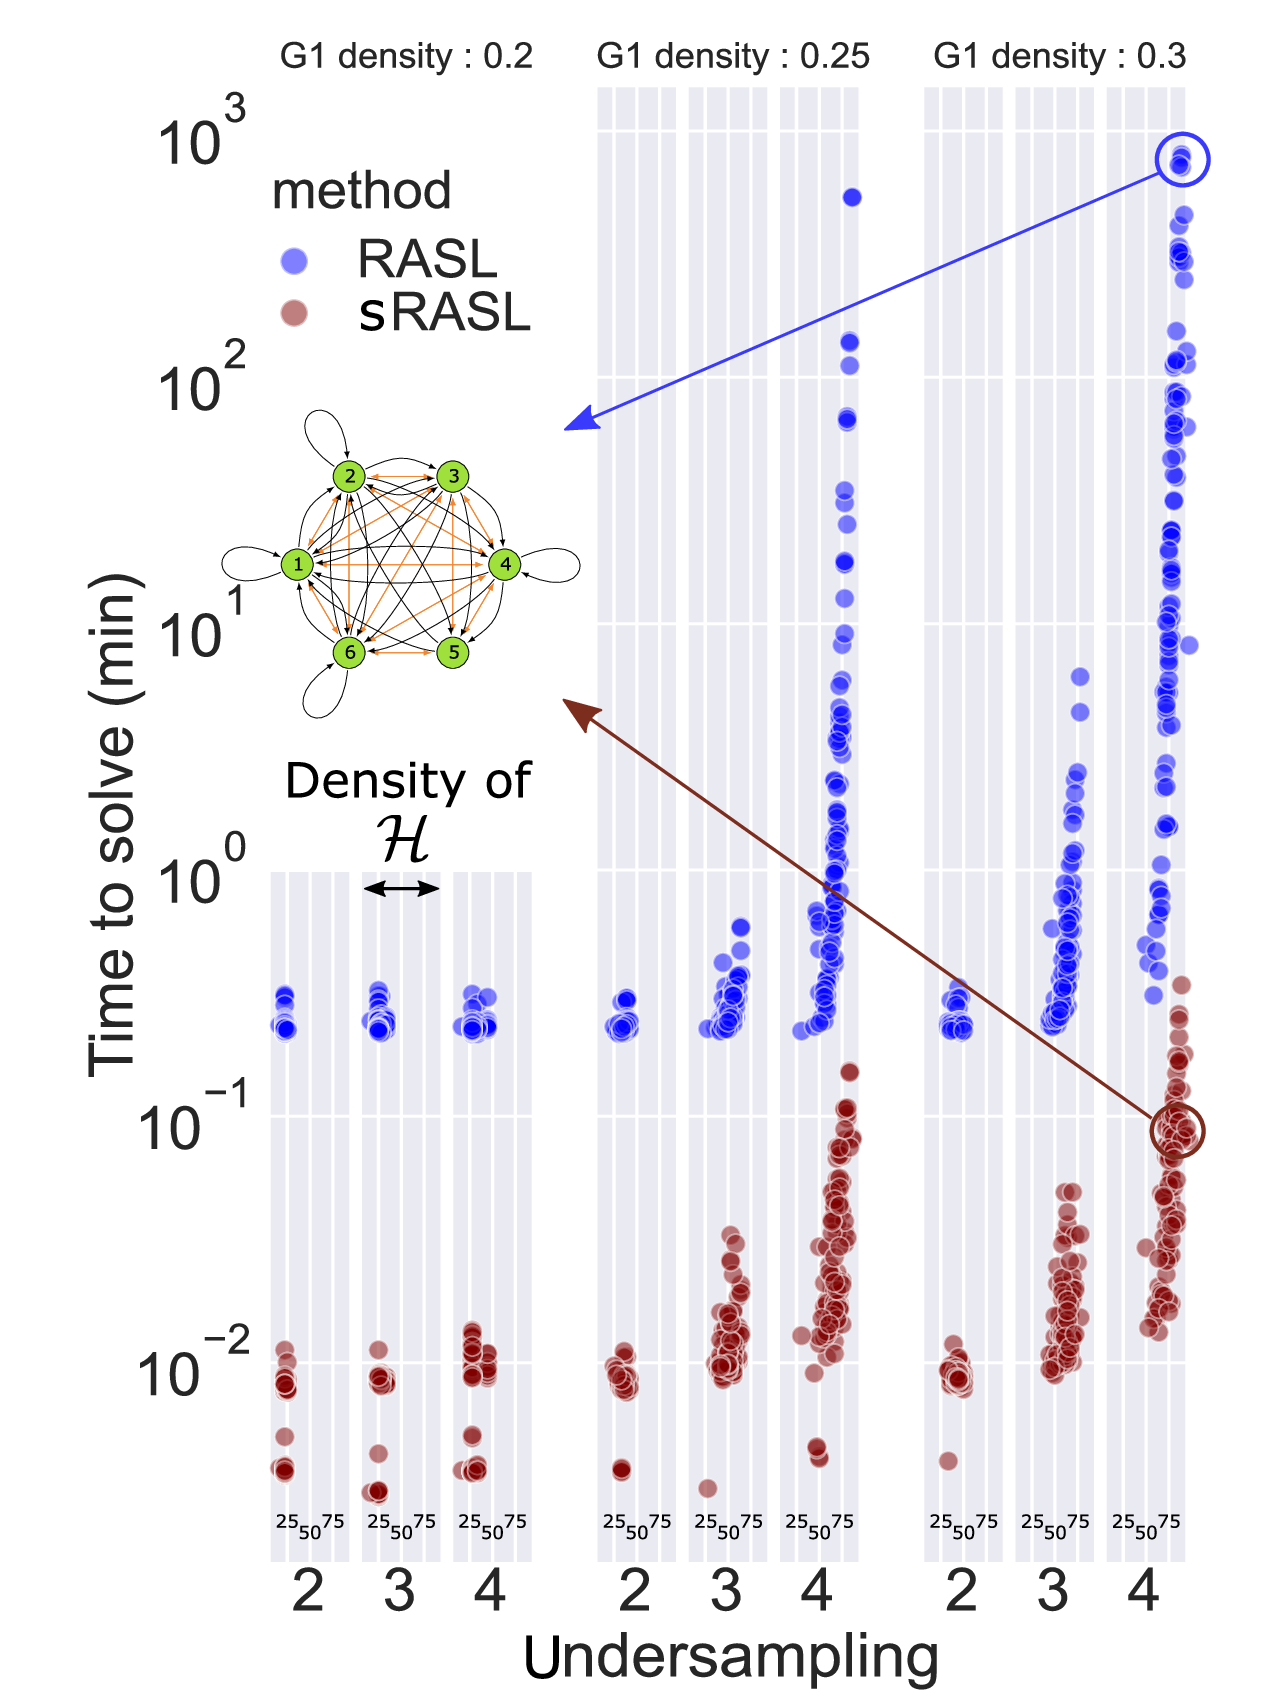 G1 density : 0.2
G1 density : 0.25
G1 density : 0.3
10^3
method
RASL
sRASL
10^2
2
3
1
4
6
5
10^1
Density of
ℋ
10^0
10^−1
10^−2
Time to solve (min)
25 50 75
25 50 75
25 50 75
25 50 75
25 50 75
25 50 75
25 50 75
25 50 75
25 50 75
2 3 4
2 3 4
2 3 4
Undersampling